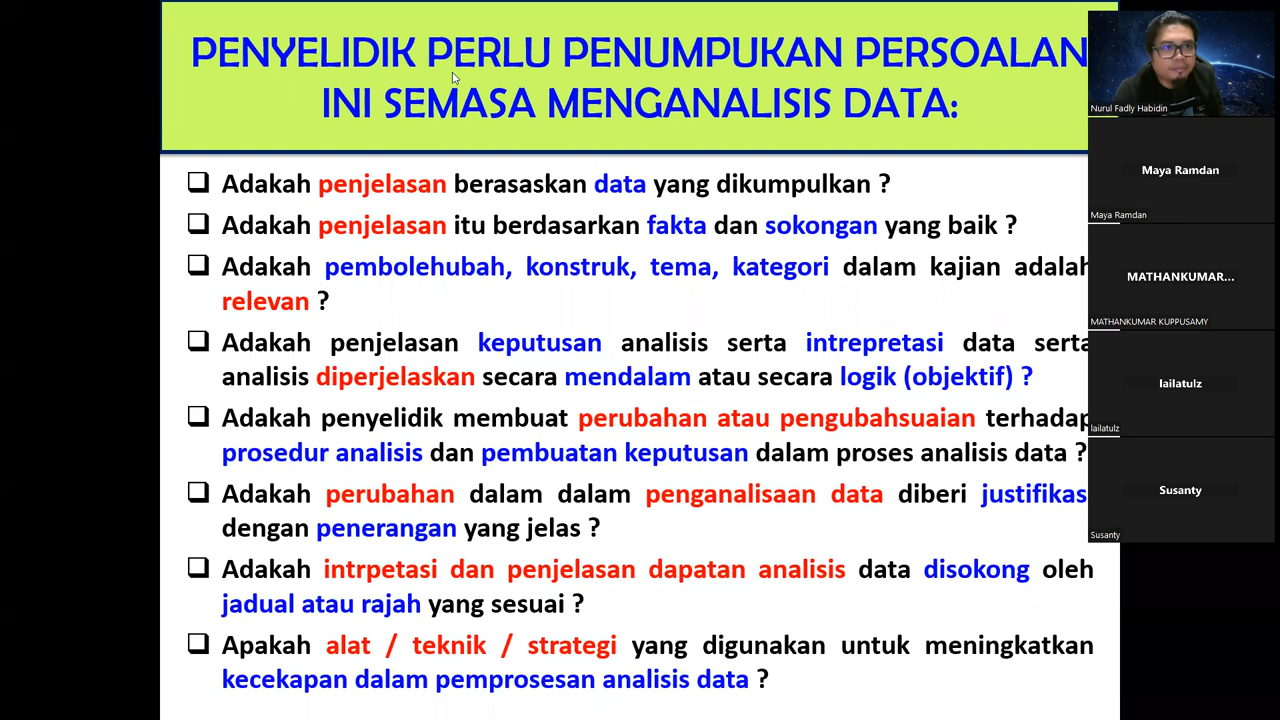 PENYELIDIK PERLU PENUMPUKAN PERSOALAN
INI SEMASA MENGANALISIS DATA:
Adakah penjelasan berasaskan data yang dikumpulkan ?
Adakah penjelasan itu berdasarkan fakta dan sokongan yang baik ?
Adakah pembolehubah, konstruk, tema, kategori dalam kajian adalah
relevan ?
Adakah penjelasan keputusan analisis serta intrepretasi data serta
analisis diperjelaskan secara mendalam atau secara logik (objektif) ?
Adakah penyelidik membuat perubahan atau pengubahsuaian terhadap
prosedur analisis dan pembuatan keputusan dalam proses analisis data ?
Adakah perubahan dalam dalam penganalisaan data diberi justifikas
dengan penerangan yang jelas ?
Adakah intrpetasi dan penjelasan dapatan analisis data disokong oleh
jadual atau rajah yang sesuai ?
Apakah alat / teknik / strategi yang digunakan untuk meningkatkan
kecekapan dalam pemprosesan analisis data ?
Nurul Fadly Habidin
Maya Ramdan
Maya Ramdan
MATHANKUMAR...
MATHANKUMAR KUPPUSAMY
lailatulz
lailatulz
Susanty
Susanty